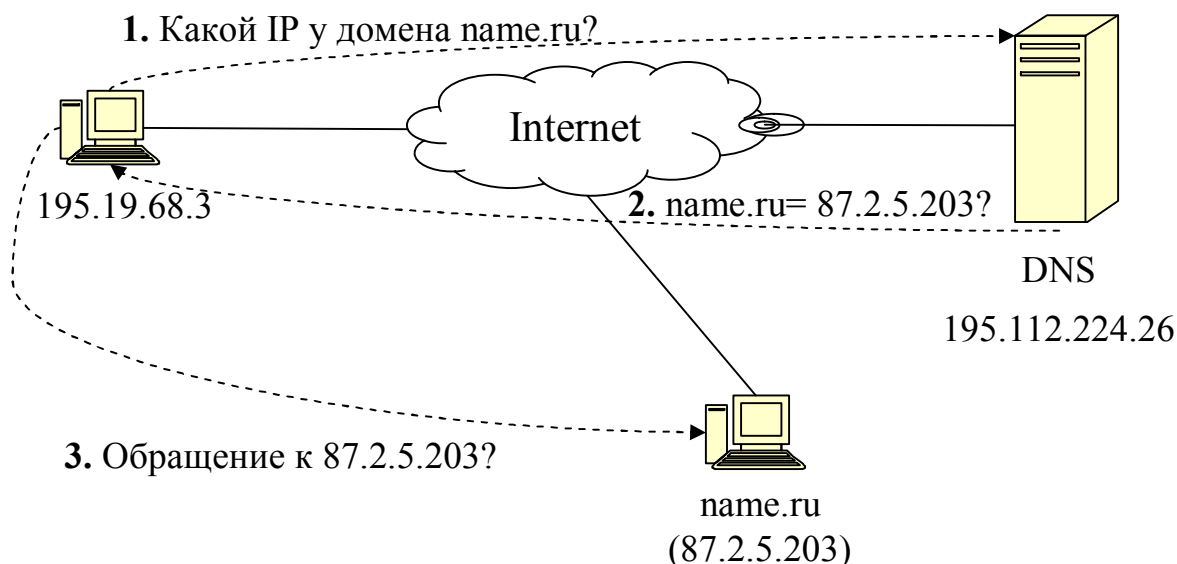 1. Какой IP у домена name.ru?
Internet
195.19.68.3
2. name.ru= 87.2.5.203?
DNS
195.112.224.26
3. Обращение к 87.2.5.203?
name.ru
(87.2.5.203)